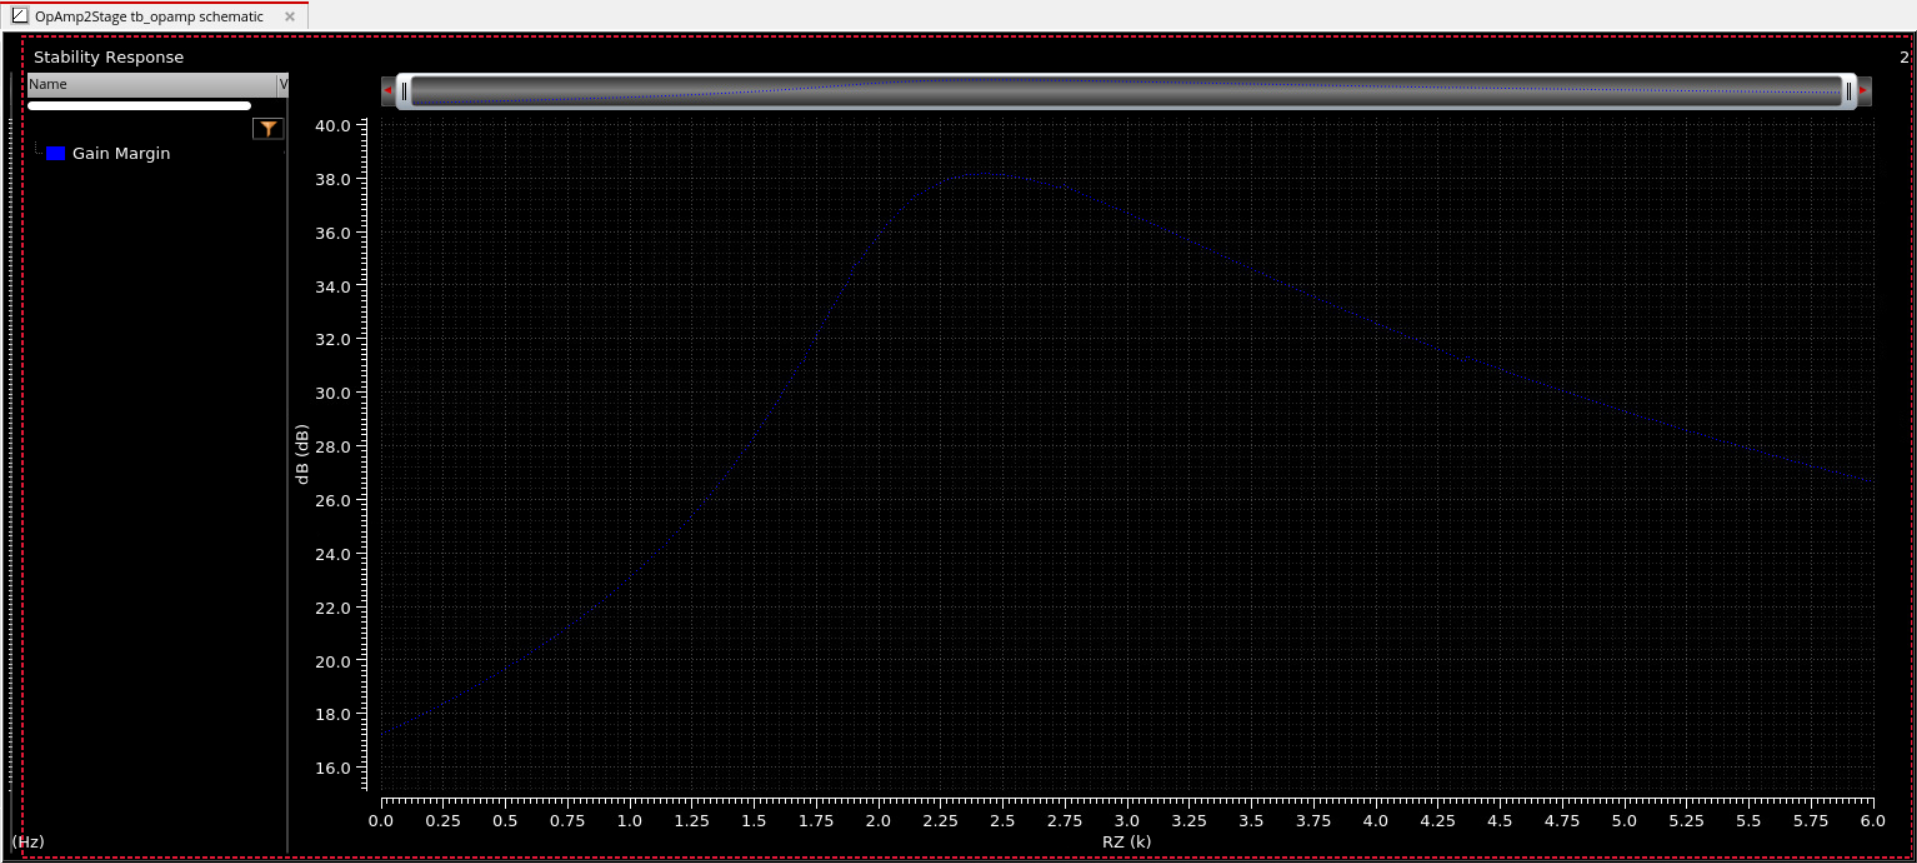 OpAmp2Stage tb_opamp schematic
Stability Response
2
Name V
Gain Margin
40.0
38.0
36.0
34.0
32.0
30.0
28.0
26.0
24.0
22.0
20.0
18.0
16.0
dB (dB)
0.0 0.25 0.5 0.75 1.0 1.25 1.5 1.75 2.0 2.25 2.5 2.75 3.0 3.25 3.5 3.75 4.0 4.25 4.5 4.75 5.0 5.25 5.5 5.75 6.0
RZ (k)
(Hz)